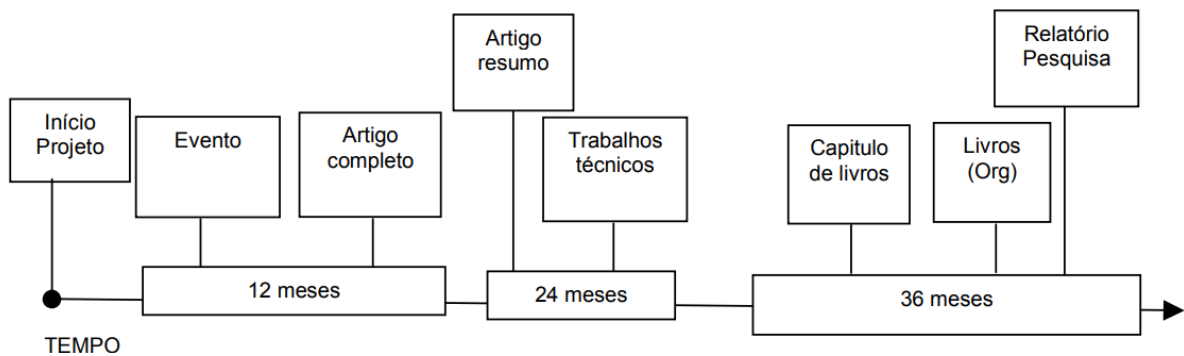 Início
Projeto
Evento
Artigo
completo
Artigo
resumo
Trabalhos
técnicos
Capitulo
de livros
Livros
(Org)
Relatório
Pesquisa
12 meses
24 meses
36 meses
TEMPO